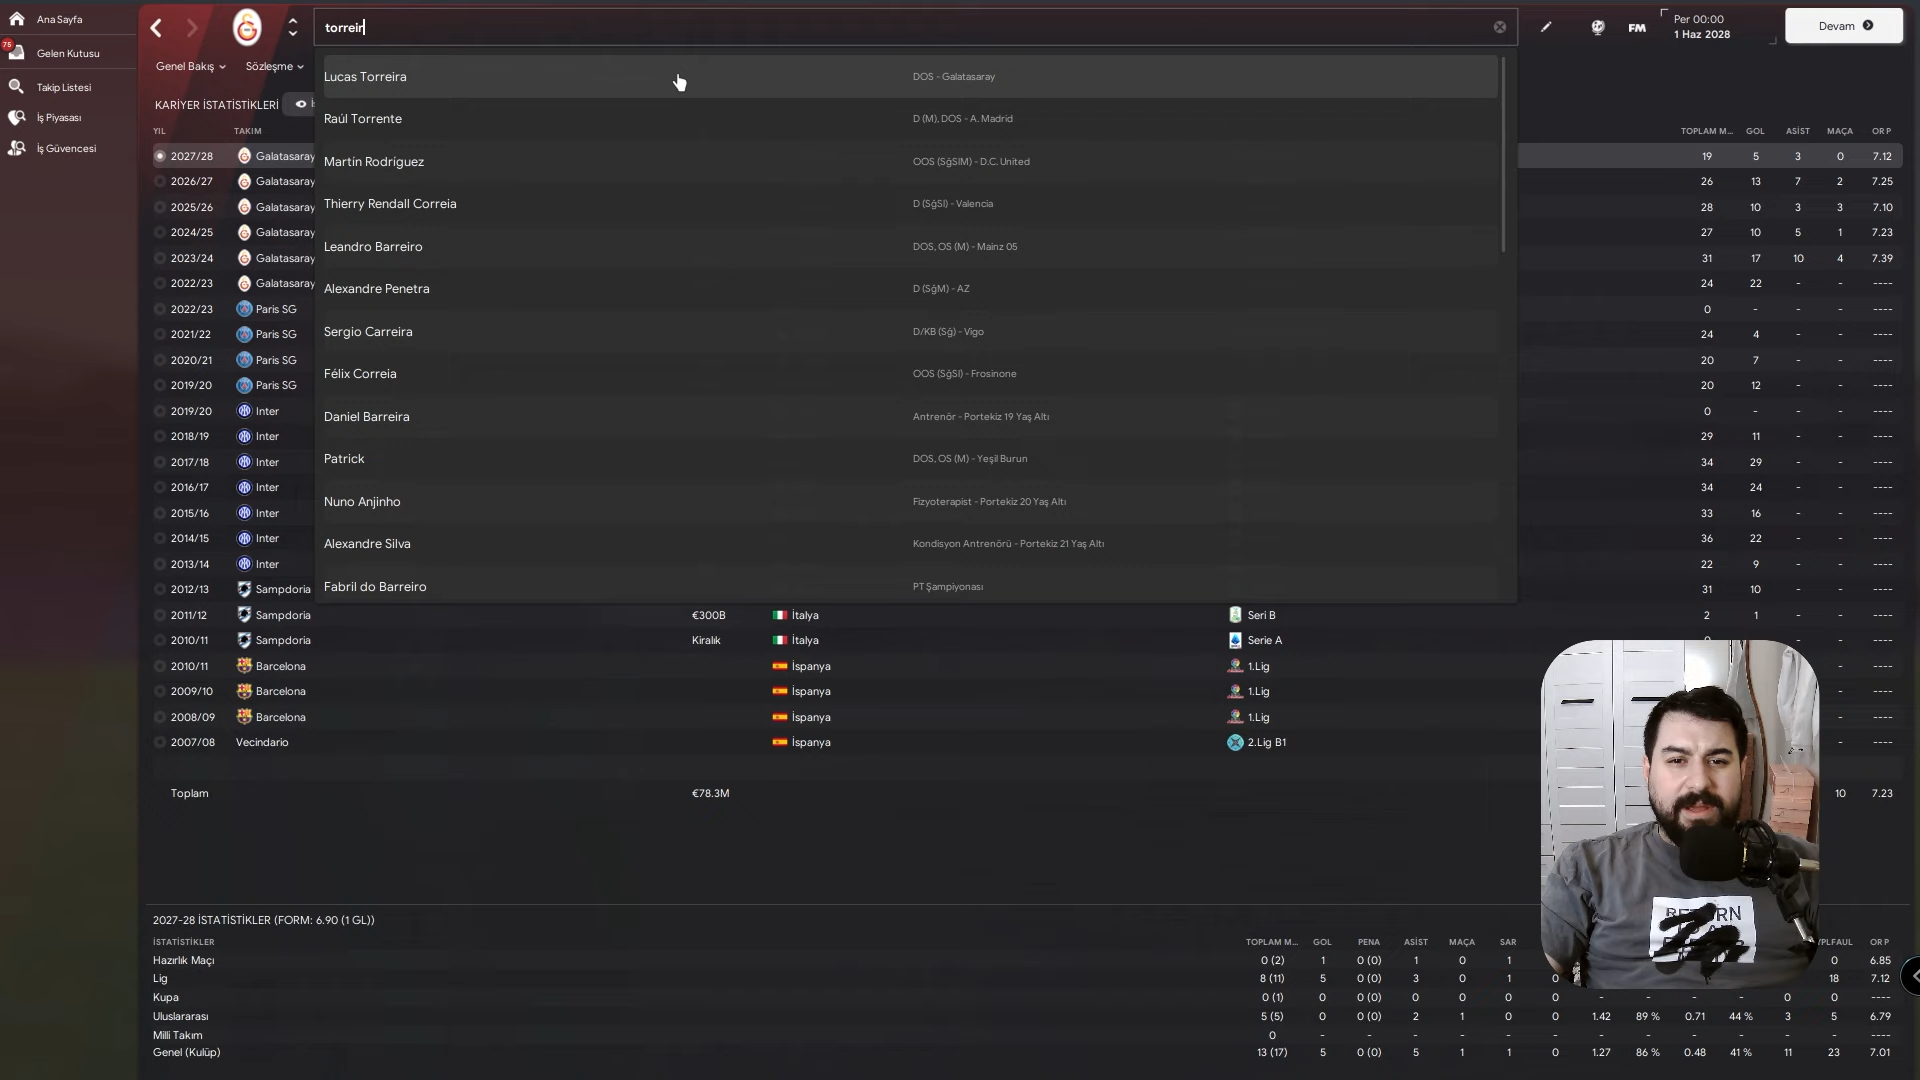 Ana Sayfa
75
Gelen Kutusu
Takip Listesi
İş Piyasası
İş Güvencesi
torreir
FM
Per 00:00
1 Haz 2028
Devam
Genel Bakış
Sözleşme
KARİYER İSTATİSTİKLERİ
YIL TAKIM TOPLAM M... GOL ASİST MAÇA OR P
Lucas Torreira DOS - Galatasaray
Raúl Torrente D (M), DOS - A. Madrid
Martín Rodríguez OOS (SğSlM) - D.C. United
Thierry Rendall Correia D (SğSl) - Valencia
Leandro Barreiro DOS, OS (M) - Mainz 05
Alexandre Penetra D (SğM) - AZ
Sergio Carreira D/KB (Sğ) - Vigo
Félix Correia OOS (SğSl) - Frosinone
Daniel Barreira Antrenör - Portekiz 19 Yaş Altı
Patrick DOS, OS (M) - Yeşil Burun
Nuno Anjinho Fizyoterapist - Portekiz 20 Yaş Altı
Alexandre Silva Kondisyon Antrenörü - Portekiz 21 Yaş Altı
Fabril do Barreiro PT Şampiyonası
2027/28 Galatasaray 19 5 3 0 7.12
2026/27 Galatasaray 26 13 7 2 7.25
2025/26 Galatasaray 28 10 3 3 7.10
2024/25 Galatasaray 27 10 5 1 7.23
2023/24 Galatasaray 31 17 10 4 7.39
2022/23 Galatasaray 24 22 - - ----
2022/23 Paris SG 0 - - - ----
2021/22 Paris SG 24 4 - - ----
2020/21 Paris SG 20 7 - - ----
2019/20 Paris SG 20 12 - - ----
2019/20 Inter 0 - - - ----
2018/19 Inter 29 11 - - ----
2017/18 Inter 34 29 - - ----
2016/17 Inter 34 24 - - ----
2015/16 Inter 33 16 - - ----
2014/15 Inter 36 22 - - ----
2013/14 Inter 22 9 - - ----
2012/13 Sampdoria 31 10 - - ----
2011/12 Sampdoria €300B İtalya Seri B 2 1 - - ----
2010/11 Sampdoria Kiralık İtalya Serie A - ----
2010/11 Barcelona İspanya 1.Lig - ----
2009/10 Barcelona İspanya 1.Lig - ----
2008/09 Barcelona İspanya 1.Lig - ----
2007/08 Vecindario İspanya 2.Lig B1 - ----
Toplam €78.3M 10 7.23
2027-28 İSTATİSTİKLER (FORM: 6.90 (1 GL))
İSTATİSTİKLER TOPLAM M... GOL PENA ASİST MAÇA SAR /PLFAUL OR P
Hazırlık Maçı 0 (2) 1 0 (0) 1 0 1 0 6.85
Lig 8 (11) 5 0 (0) 3 0 1 0 18 7.12
Kupa 0 (1) 0 0 (0) 0 0 0 0 - - - - 0 0 ----
Uluslararası 5 (5) 0 0 (0) 2 1 0 0 1.42 89 % 0.71 44 % 3 5 6.79
Milli Takım 0 - - - - - - - - - - - - ----
Genel (Kulüp) 13 (17) 5 0 (0) 5 1 1 0 1.27 86 % 0.48 41 % 11 23 7.01